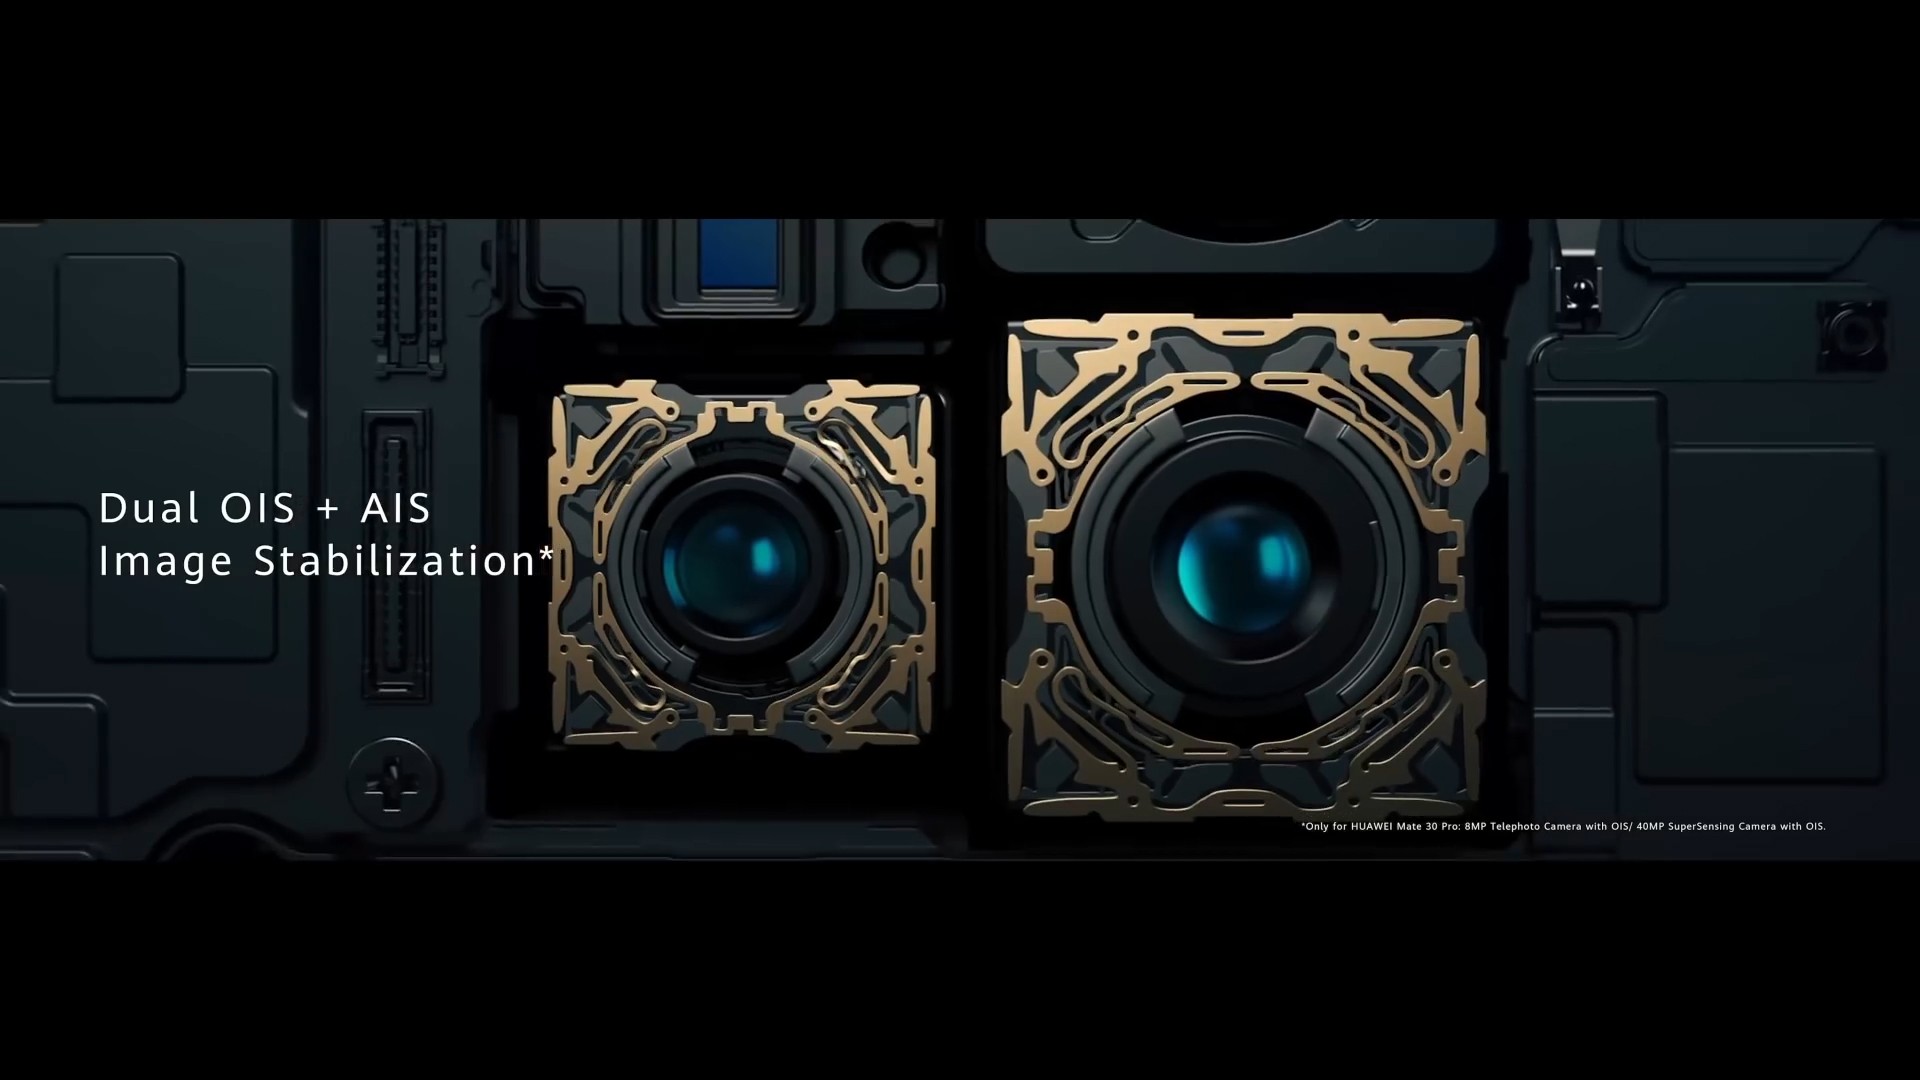 Dual OIS + AIS
Image Stabilization*
*Only for HUAWEI Mate 30 Pro: 8MP Telephoto Camera with OIS/ 40MP SuperSensing Camera with OIS.